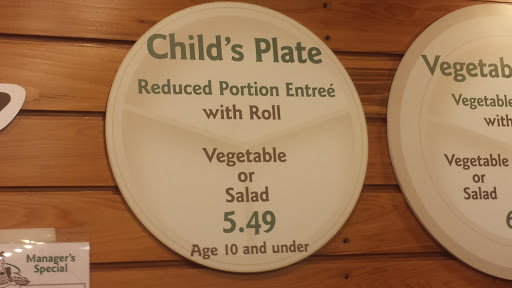 Child's Plate
Reduced Portion Entreé
with Roll
Vegetable
or
Salad
5.49
Age 10 and under
Vegetable
with
Vegetable
or
Salad
Manager's
Special